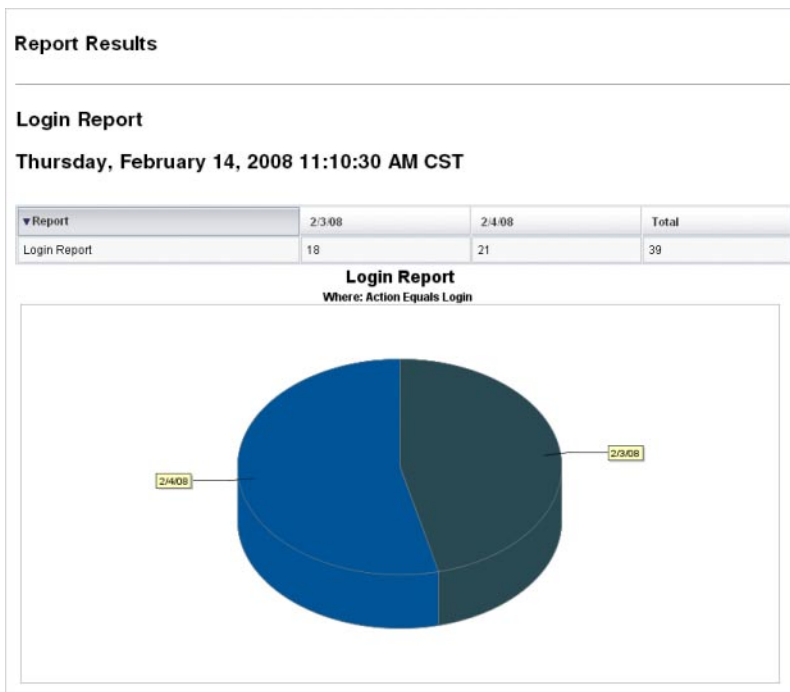 Report Results
Login Report
Thursday, February 14, 2008 11:10:30 AM CST
▼Report 2/3/08 2/4/08 Total
Login Report 18 21 39
Login Report
Where: Action Equals Login
2/3/08
2/4/08